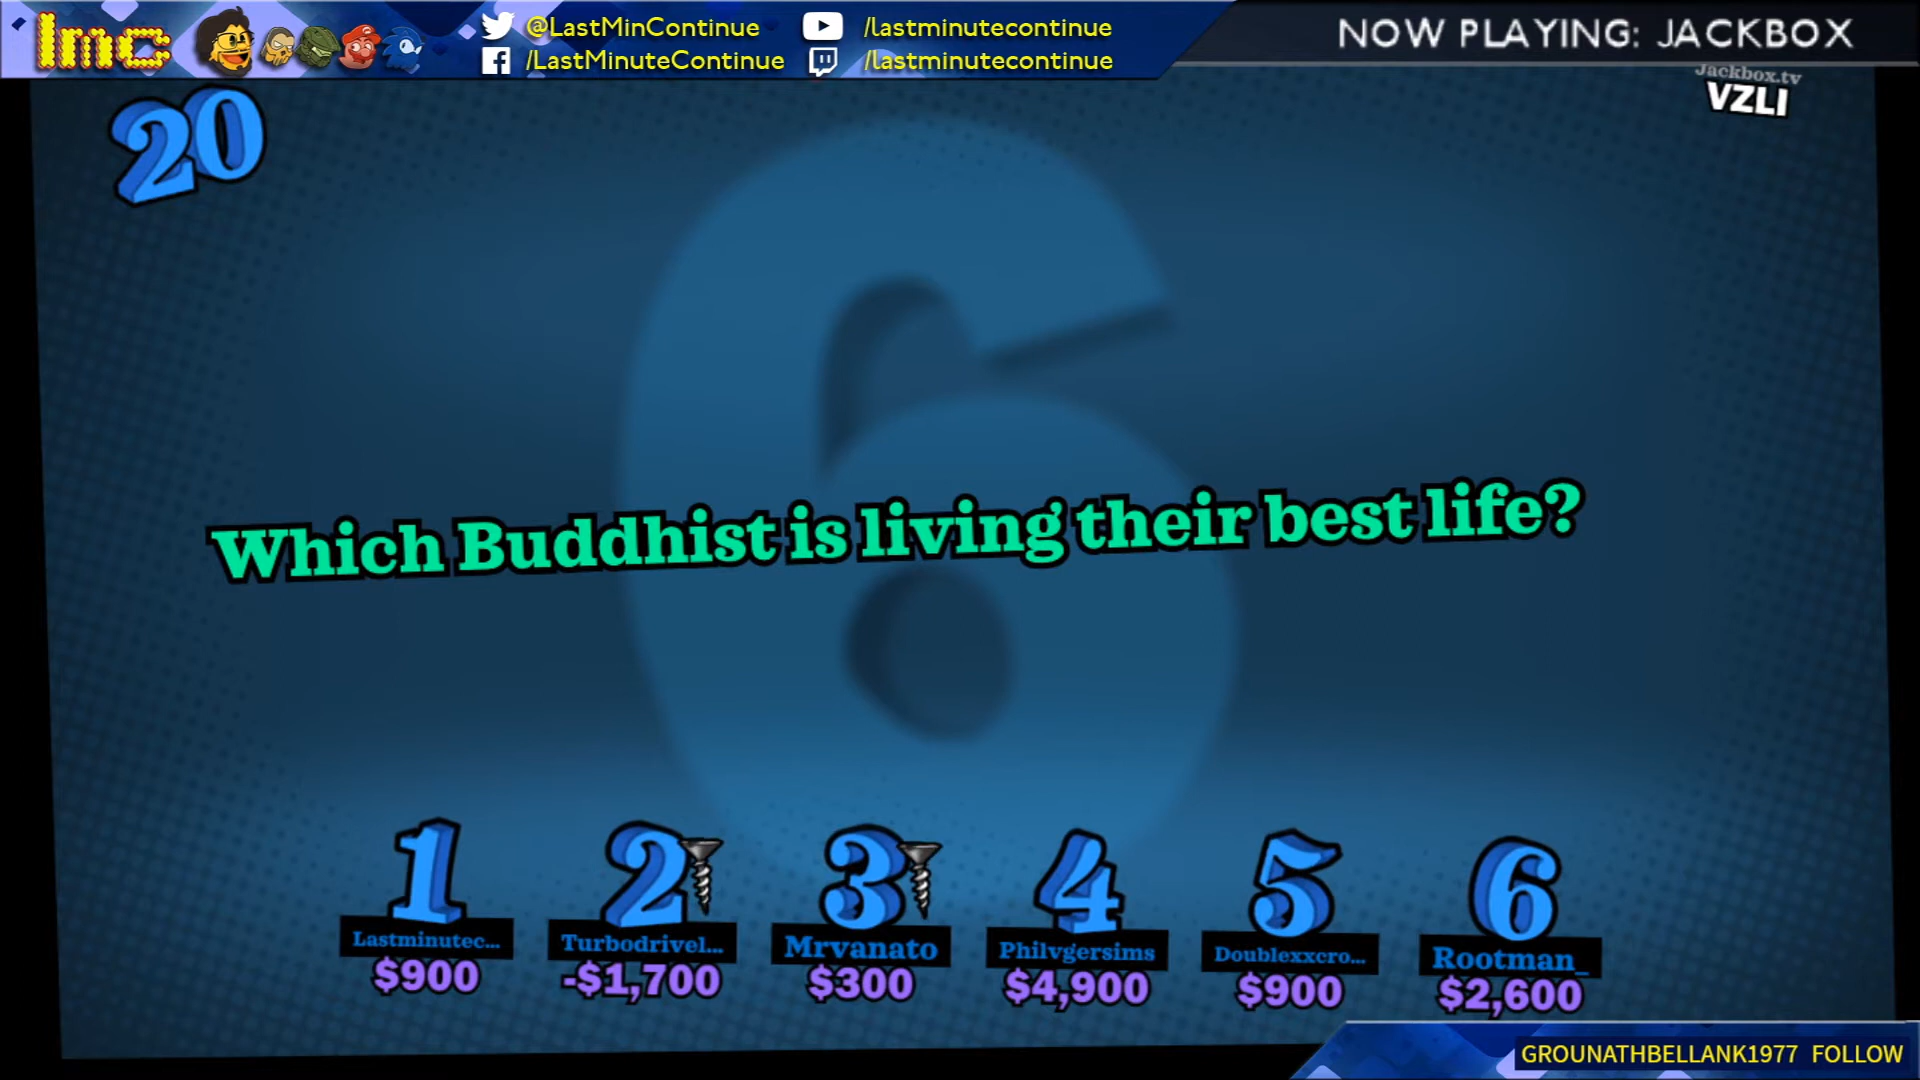 lmc
@LastMinContinue
/lastminutecontinue
/LastMinuteContinue
/lastminutecontinue
NOW PLAYING: JACKBOX
Jackbox.tv
VZLI
20
6
Which Buddhist is living their best life?
1
2
3
4
5
6
Lastminutec...
Turbodrivel...
Mrvanato
Philvgersims
Doublexxcro...
Rootman_
$900
-$1,700
$300
$4,900
$900
$2,600
GROUNATHBELLANK1977 FOLLOW